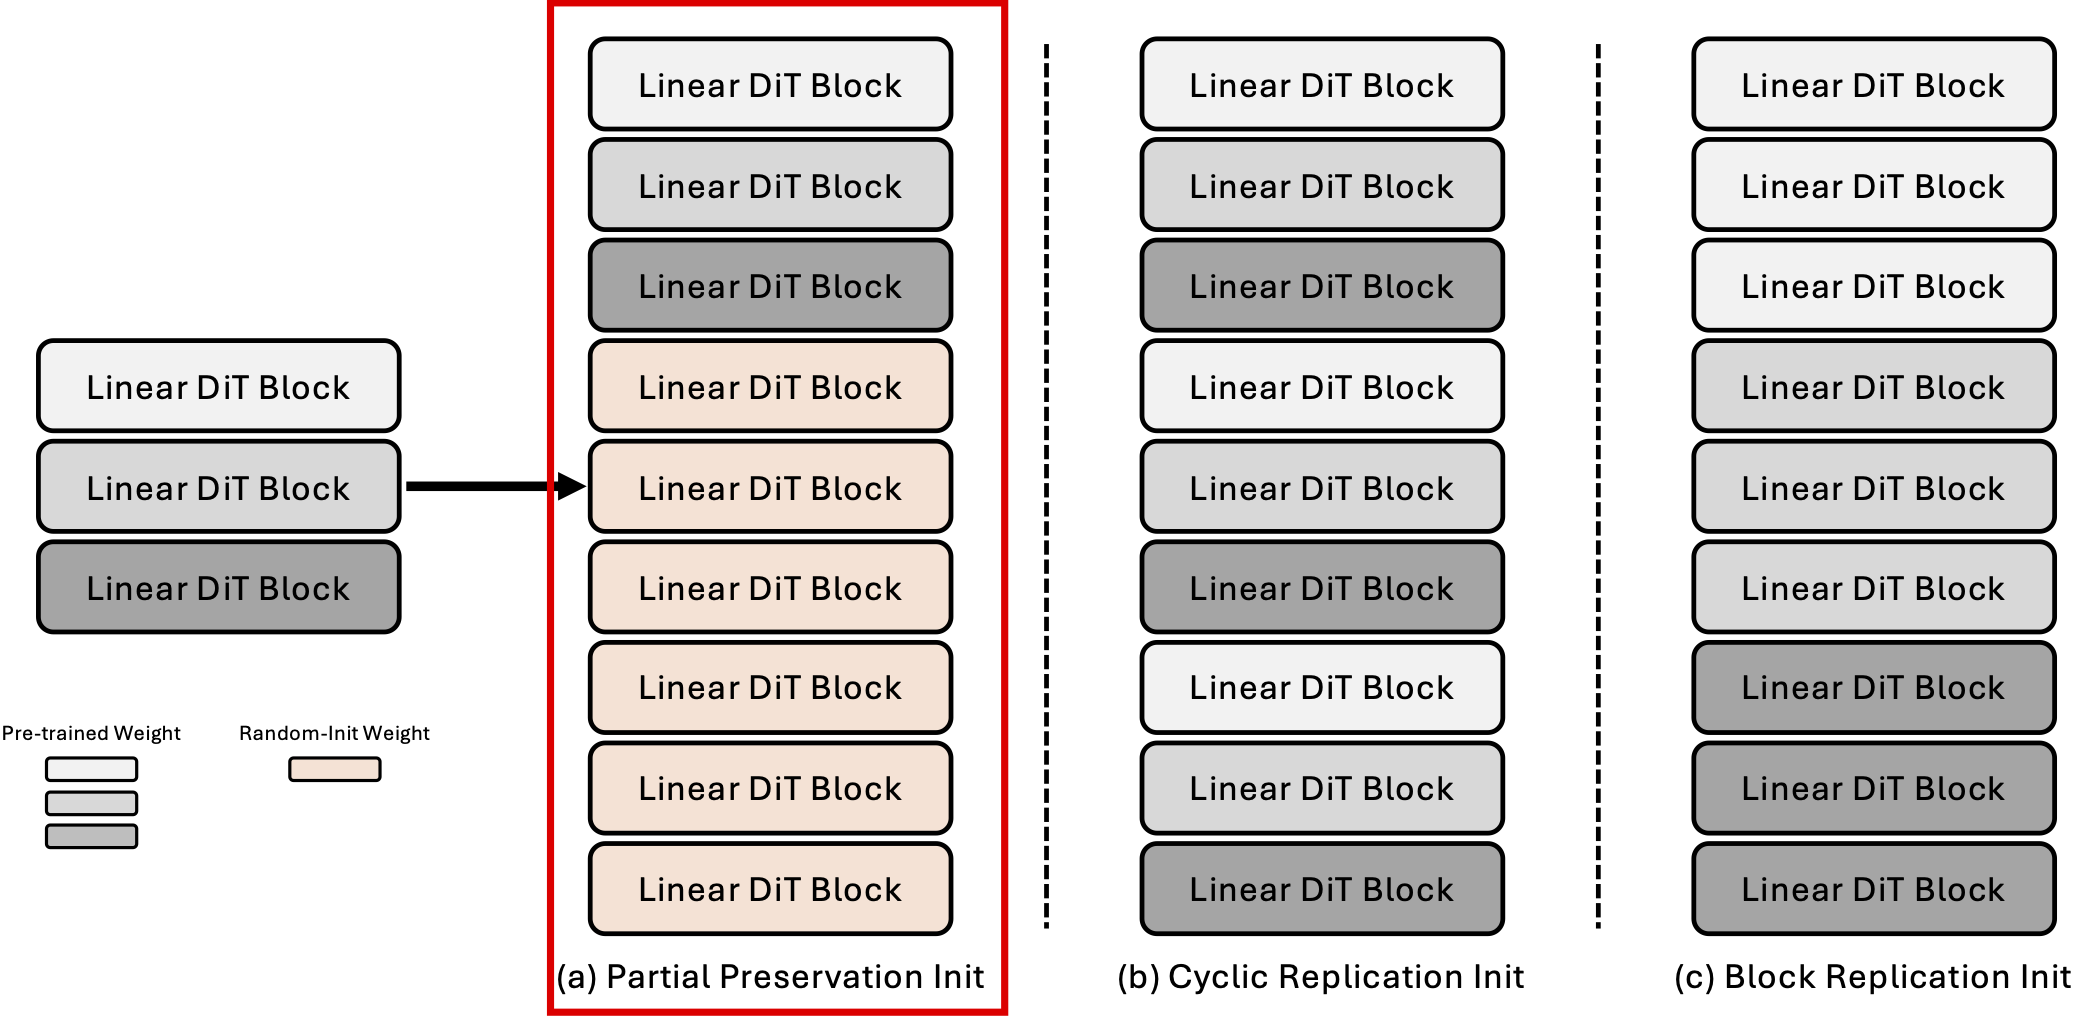 Linear DiT Block
Linear DiT Block
Linear DiT Block
Pre-trained Weight
Random-Init Weight
Linear DiT Block
Linear DiT Block
Linear DiT Block
Linear DiT Block
Linear DiT Block
Linear DiT Block
Linear DiT Block
Linear DiT Block
Linear DiT Block
(a) Partial Preservation Init
Linear DiT Block
Linear DiT Block
Linear DiT Block
Linear DiT Block
Linear DiT Block
Linear DiT Block
Linear DiT Block
Linear DiT Block
Linear DiT Block
(b) Cyclic Replication Init
Linear DiT Block
Linear DiT Block
Linear DiT Block
Linear DiT Block
Linear DiT Block
Linear DiT Block
Linear DiT Block
Linear DiT Block
Linear DiT Block
(c) Block Replication Init